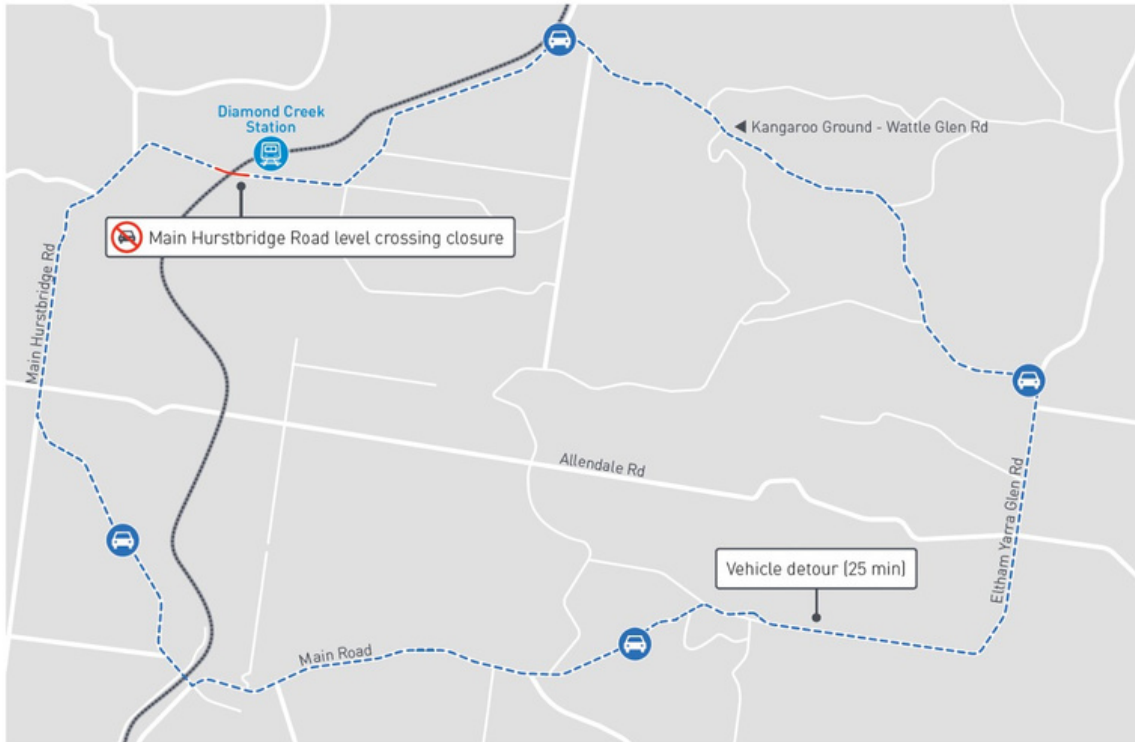 Diamond Creek
Station
Kangaroo Ground - Wattle Glen Rd
Main Hurstbridge Road level crossing closure
Main Hurstbridge Rd
Allendale Rd
Eltham Yarra Glen Rd
Vehicle detour (25 min)
Main Road